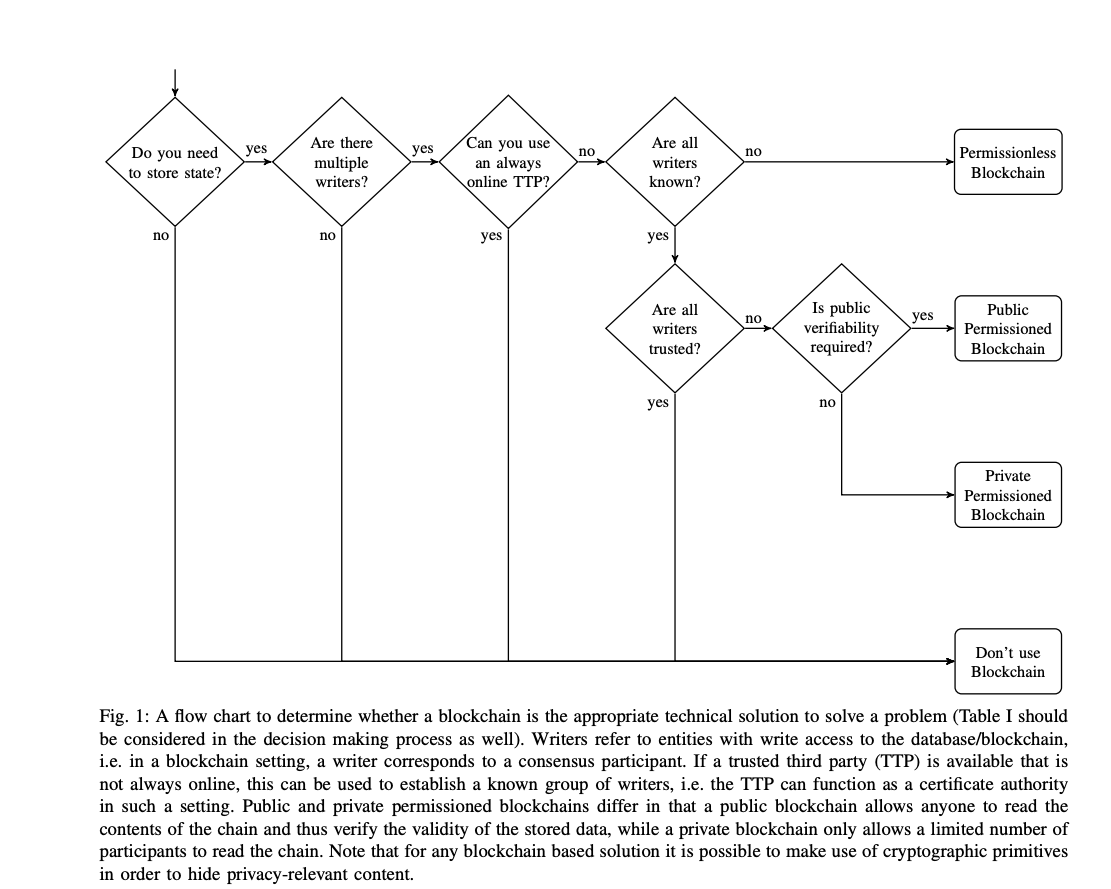 Do you need
to store state?
yes
no
Are there
multiple
writers?
yes
no
Can you use
an always
online TTP?
no
yes
Are all
writers
known?
no
yes
Permissionless
Blockchain
Are all
writers
trusted?
no
yes
Is public
verifiability
required?
yes
no
Public
Permissioned
Blockchain
Private
Permissioned
Blockchain
Don't use
Blockchain
Fig. 1: A flow chart to determine whether a blockchain is the appropriate technical solution to solve a problem (Table I should
be considered in the decision making process as well). Writers refer to entities with write access to the database/blockchain,
i.e. in a blockchain setting, a writer corresponds to a consensus participant. If a trusted third party (TTP) is available that is
not always online, this can be used to establish a known group of writers, i.e. the TTP can function as a certificate authority
in such a setting. Public and private permissioned blockchains differ in that a public blockchain allows anyone to read the
contents of the chain and thus verify the validity of the stored data, while a private blockchain only allows a limited number of
participants to read the chain. Note that for any blockchain based solution it is possible to make use of cryptographic primitives
in order to hide privacy-relevant content.